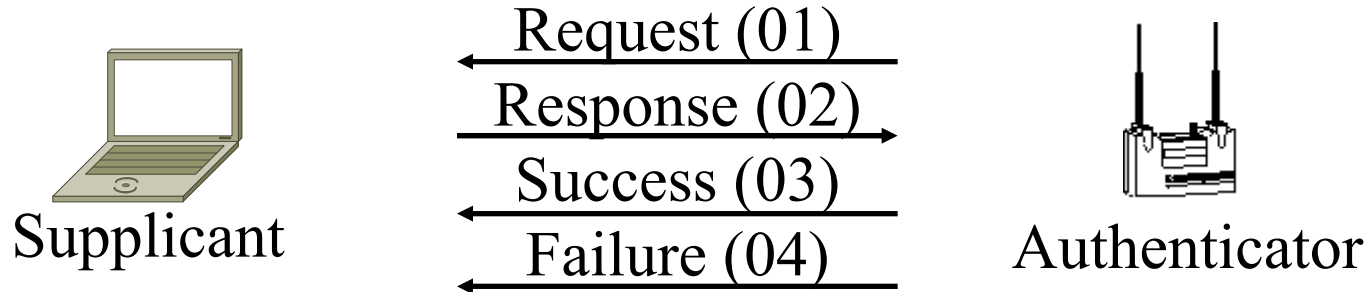 Request (01)
Response (02)
Success (03)
Failure (04)
Supplicant
Authenticator